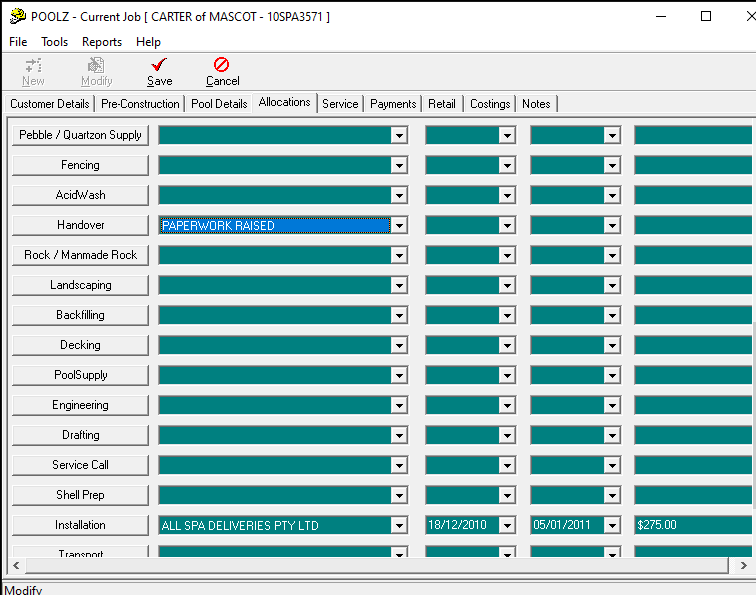 POOLZ - Current Job [ CARTER of MASCOT - 10SPA3571 ]
File Tools Reports Help
New Modify Save Cancel
Customer Details Pre-Construction Pool Details Allocations Service Payments Retail Costings Notes
Pebble / Quartzon Supply
Fencing
AcidWash
Handover PAPERWORK RAISED
Rock / Manmade Rock
Landscaping
Backfilling
Decking
PoolSupply
Engineering
Drafting
Service Call
Shell Prep
Installation ALL SPA DELIVERIES PTY LTD 18/12/2010 05/01/2011 $275.00
Transport
Modify